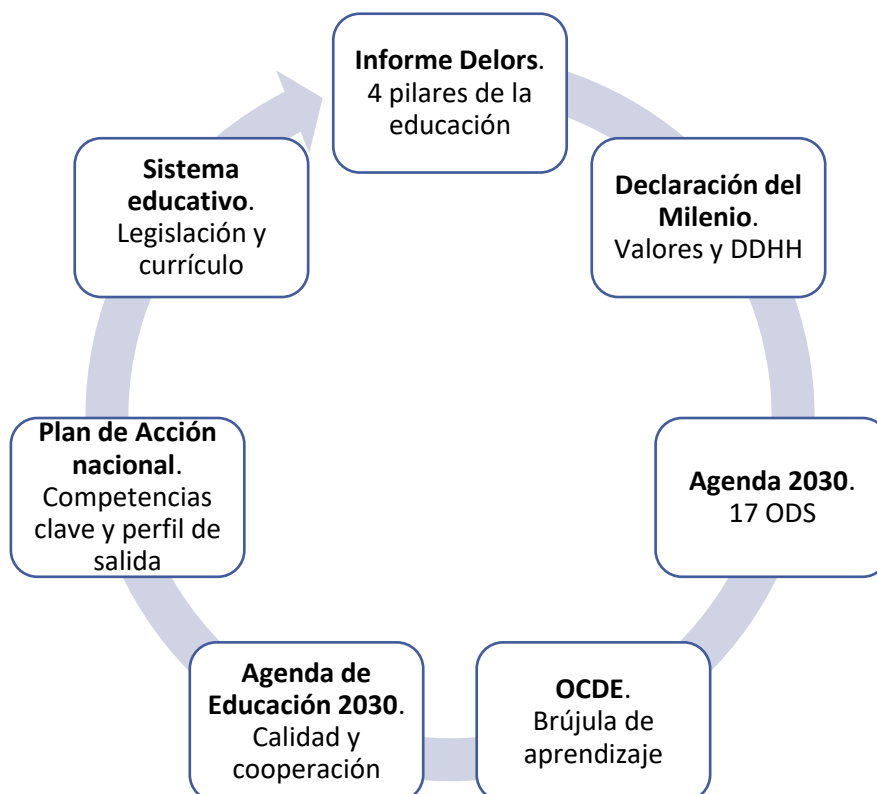 Informe Delors.
4 pilares de la
educación
Declaración del
Milenio.
Valores y DDHH
Agenda 2030.
17 ODS
OCDE.
Brújula de
aprendizaje
Agenda de
Educación 2030.
Calidad y
cooperación
Plan de Acción
nacional.
Competencias
clave y perfil de
salida
Sistema
educativo.
Legislación y
currículo